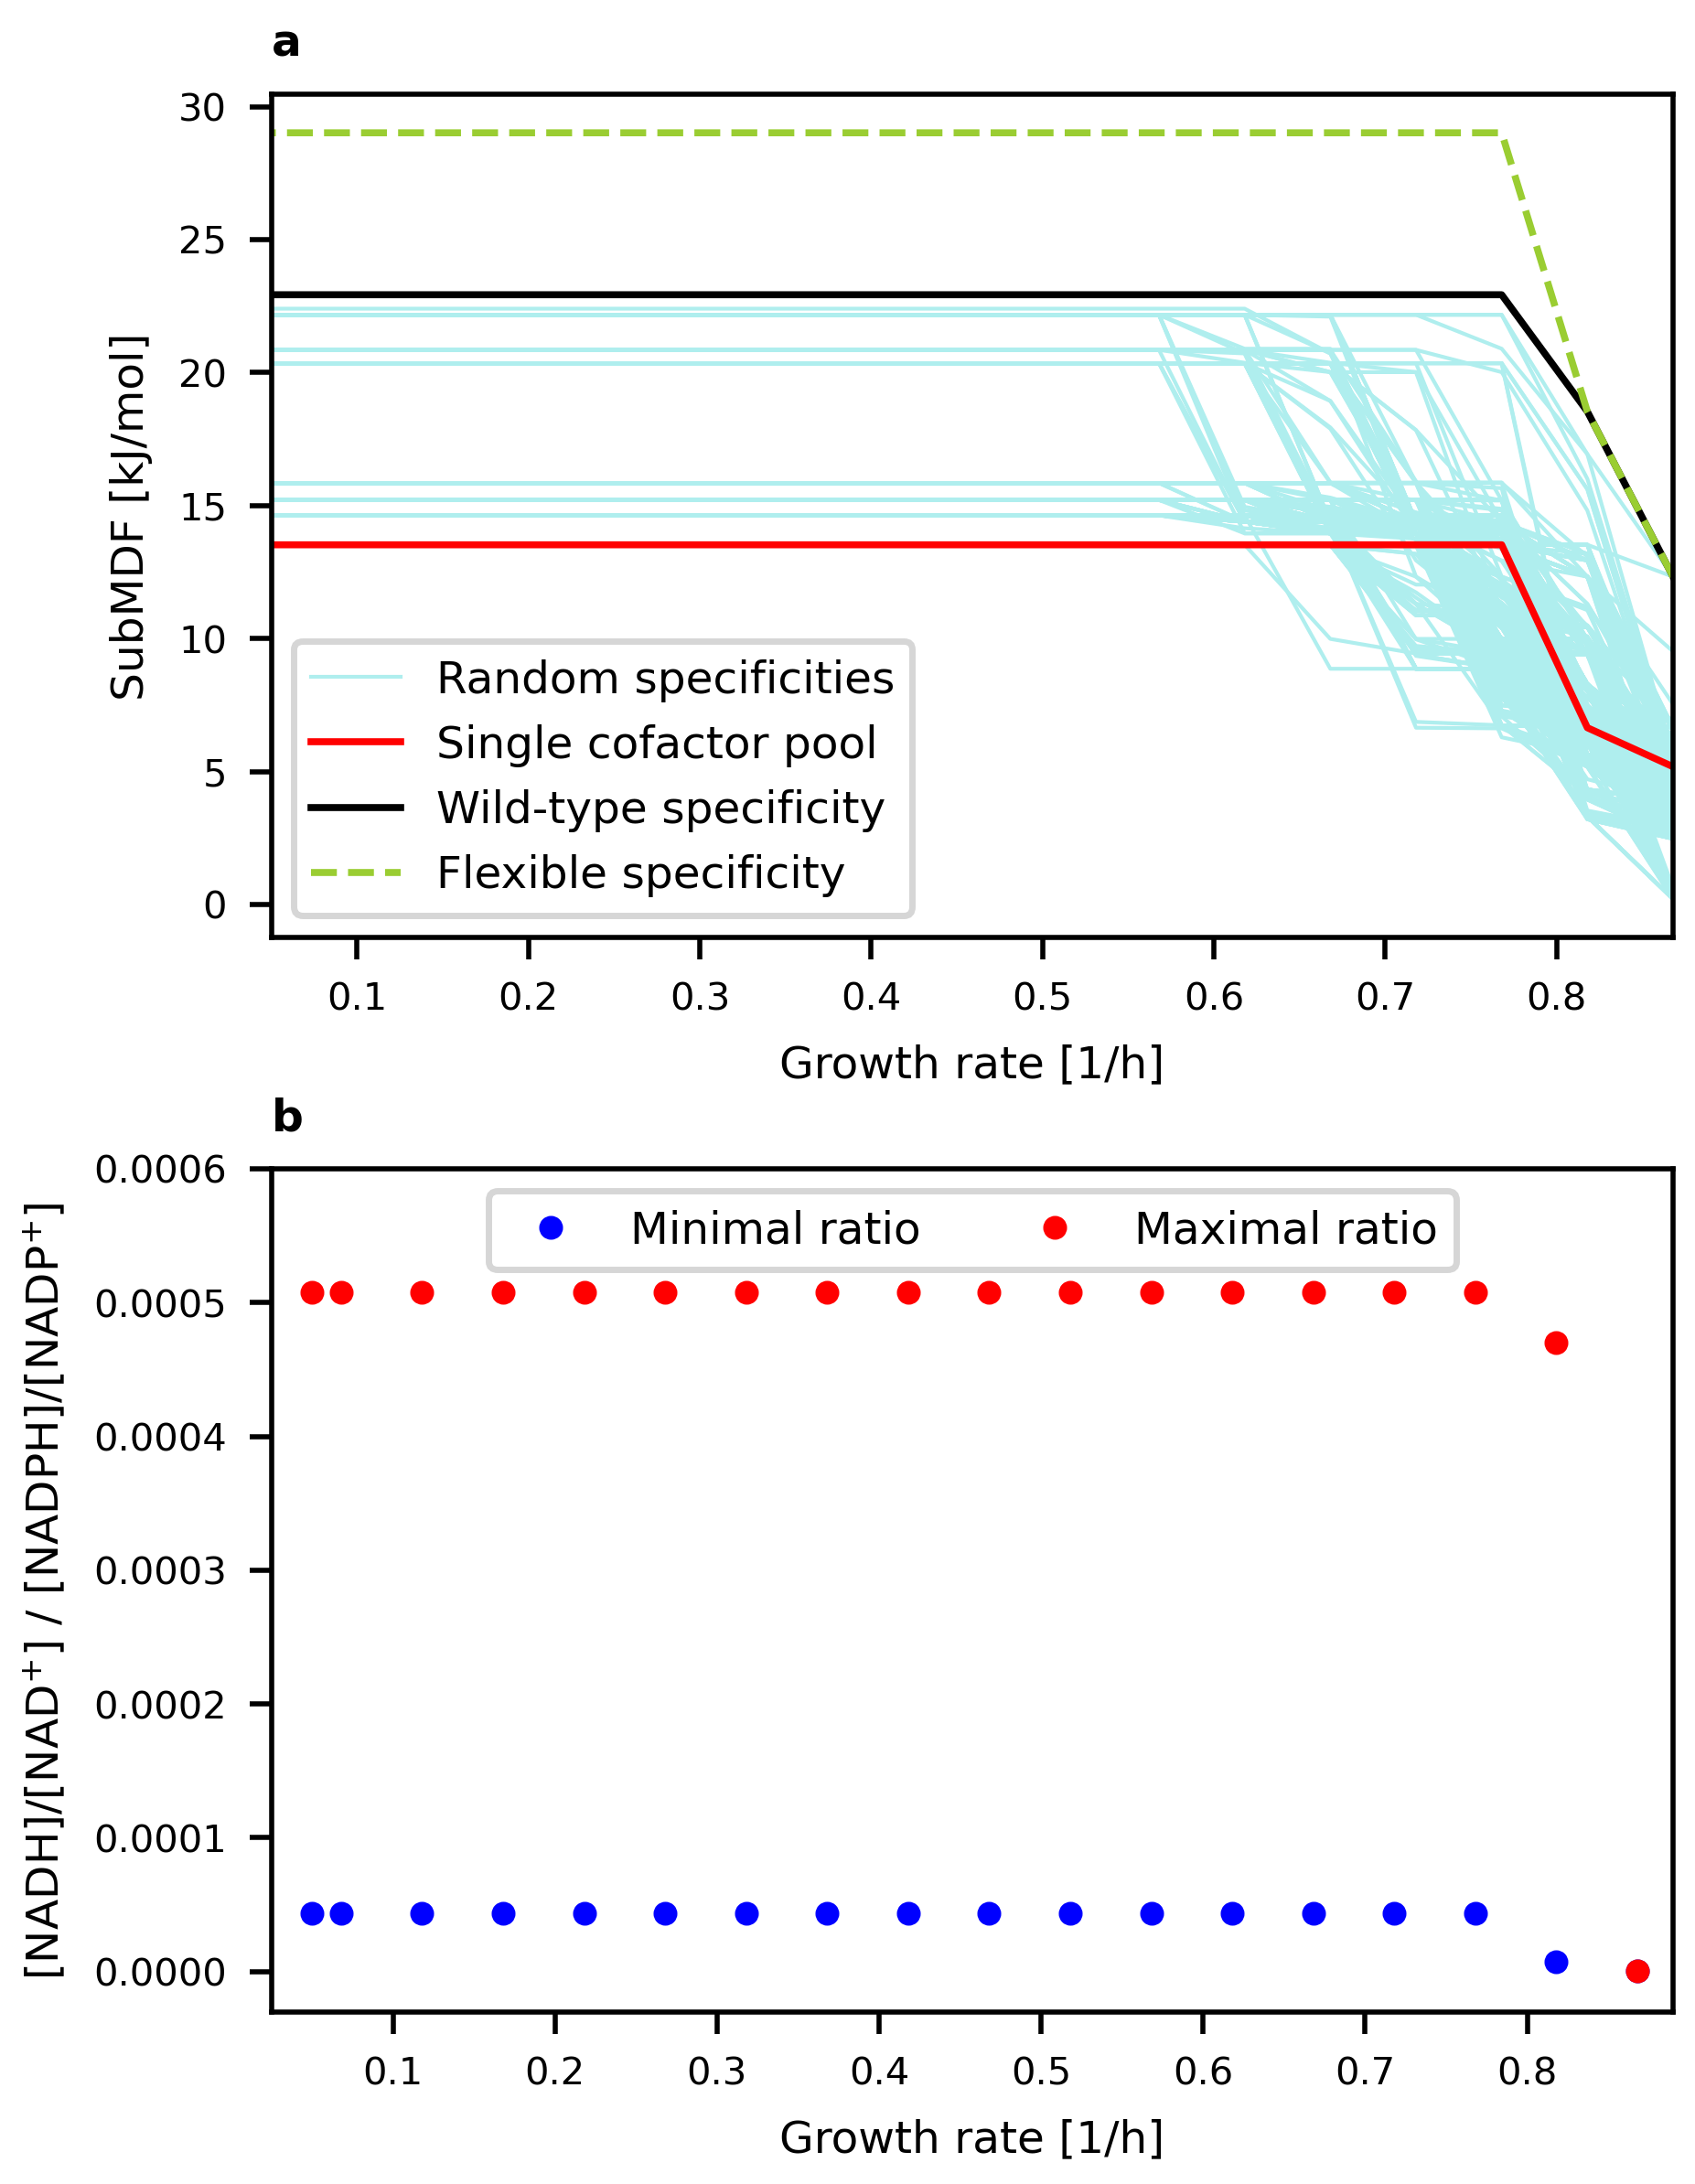 a
30
25
20
15
10
5
0
SubMDF [kJ/mol]
Random specificities
Single cofactor pool
Wild-type specificity
Flexible specificity
0.1 0.2 0.3 0.4 0.5 0.6 0.7 0.8
Growth rate [1/h]
b
0.0006
0.0005
0.0004
0.0003
0.0002
0.0001
0.0000
[NADH]/[NAD⁺] / [NADPH]/[NADP⁺]
Minimal ratio Maximal ratio
0.1 0.2 0.3 0.4 0.5 0.6 0.7 0.8
Growth rate [1/h]